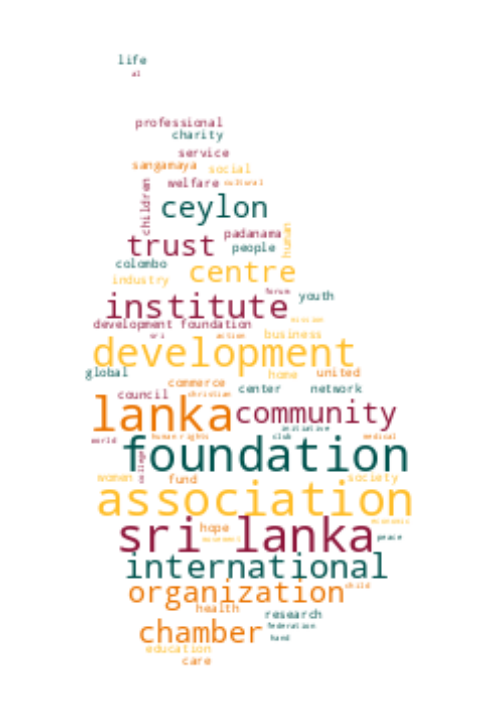 life
al
professional
charity
service
sangamaya social
welfare cultural
children
ceylon
padanama
human
trust people
colombo centre
industry
forum
institute youth
mission
development foundation
sri action business
development
global home united
commerce
center network
council christian
lanka community
initiative
world human rights club medical
foundation
college
women fund society
association
economic
sri lanka
hope
movement peace
international
organization child
health research
federation
chamber hand
education
care